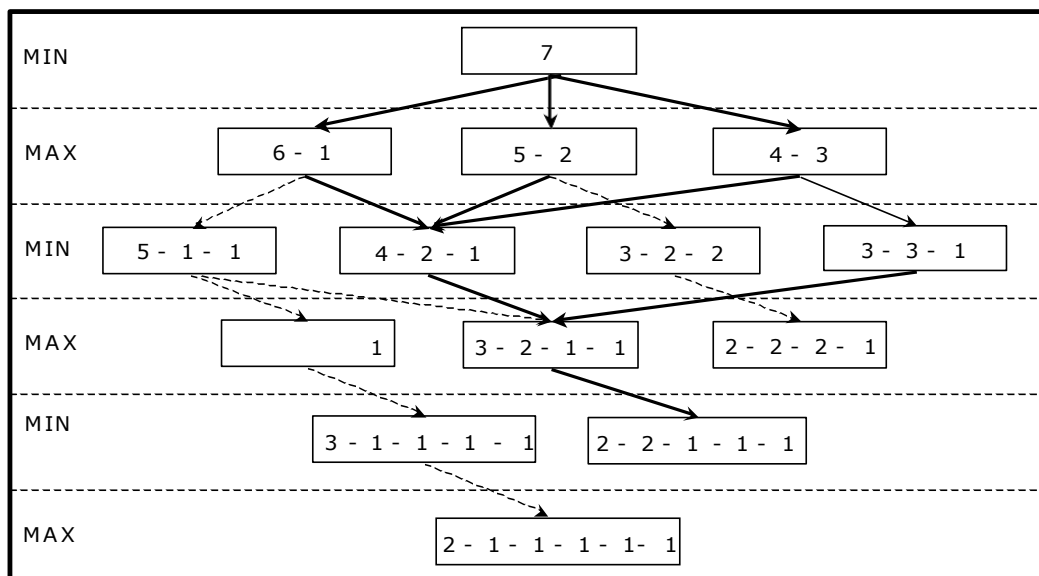 MIN
7
MAX
6 - 1
5 - 2
4 - 3
MIN
5 - 1 - 1
4 - 2 - 1
3 - 2 - 2
3 - 3 - 1
MAX
1
3 - 2 - 1 - 1
2 - 2 - 2 - 1
MIN
3 - 1 - 1 - 1 - 1
2 - 2 - 1 - 1 - 1
MAX
2 - 1 - 1 - 1 - 1 - 1